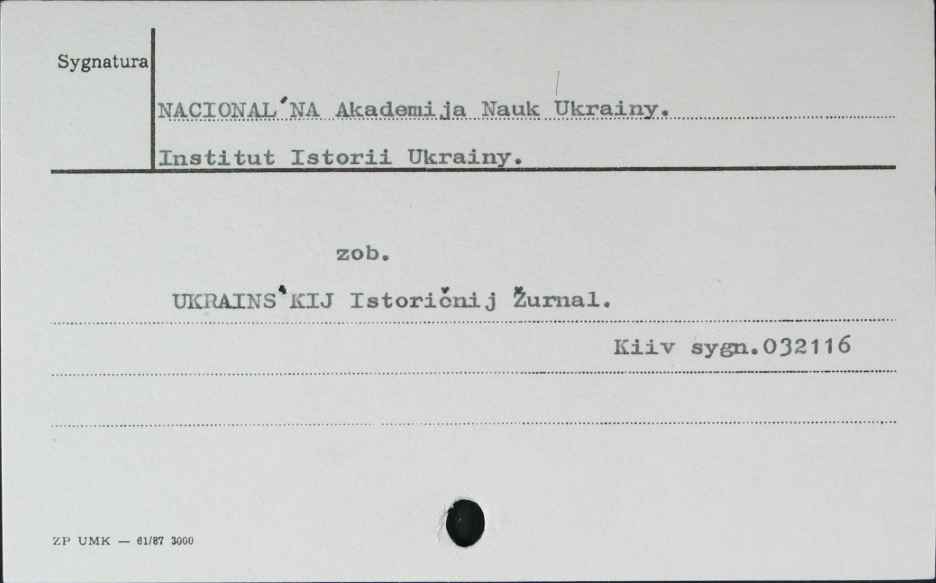 Sygnatura
NACIONAL'NA Akademija Nauk Ukrainy.
Institut Istorii Ukrainy.
zob.
UKRAINS'KIJ Istoričnij Žurnal.
Kiiv sygn.032116
ZP UMK — 61/87 3000